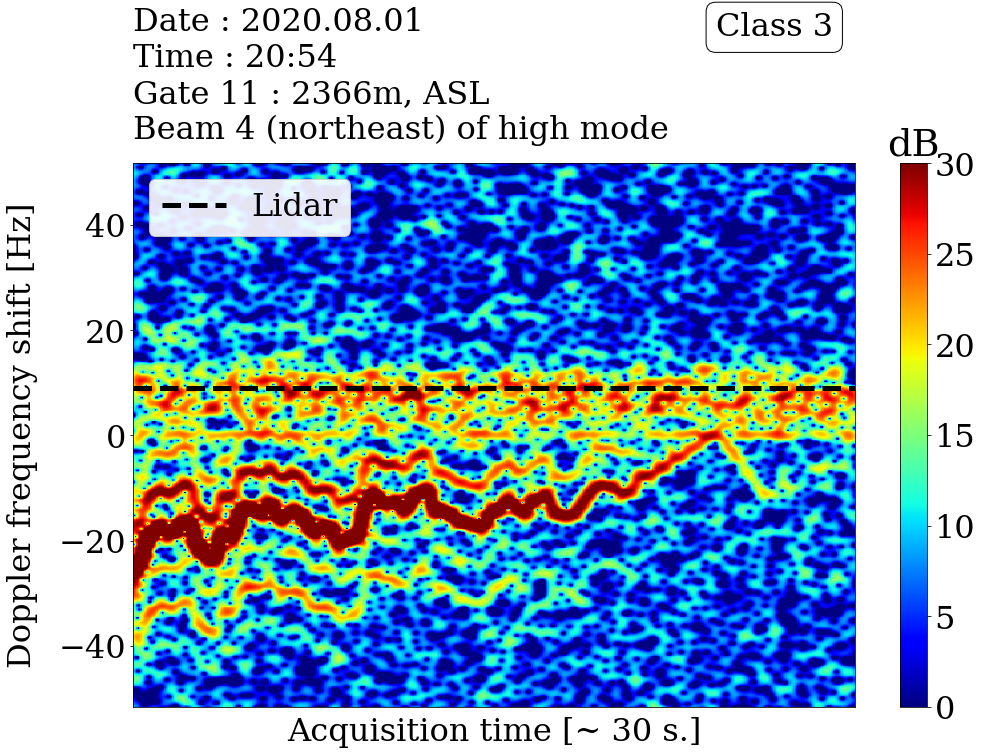 Date : 2020.08.01
Time : 20:54
Gate 11 : 2366m, ASL
Beam 4 (northeast) of high mode
Class 3
dB
Lidar
Doppler frequency shift [Hz]
40
20
0
−20
−40
Acquisition time [~ 30 s.]
30
25
20
15
10
5
0